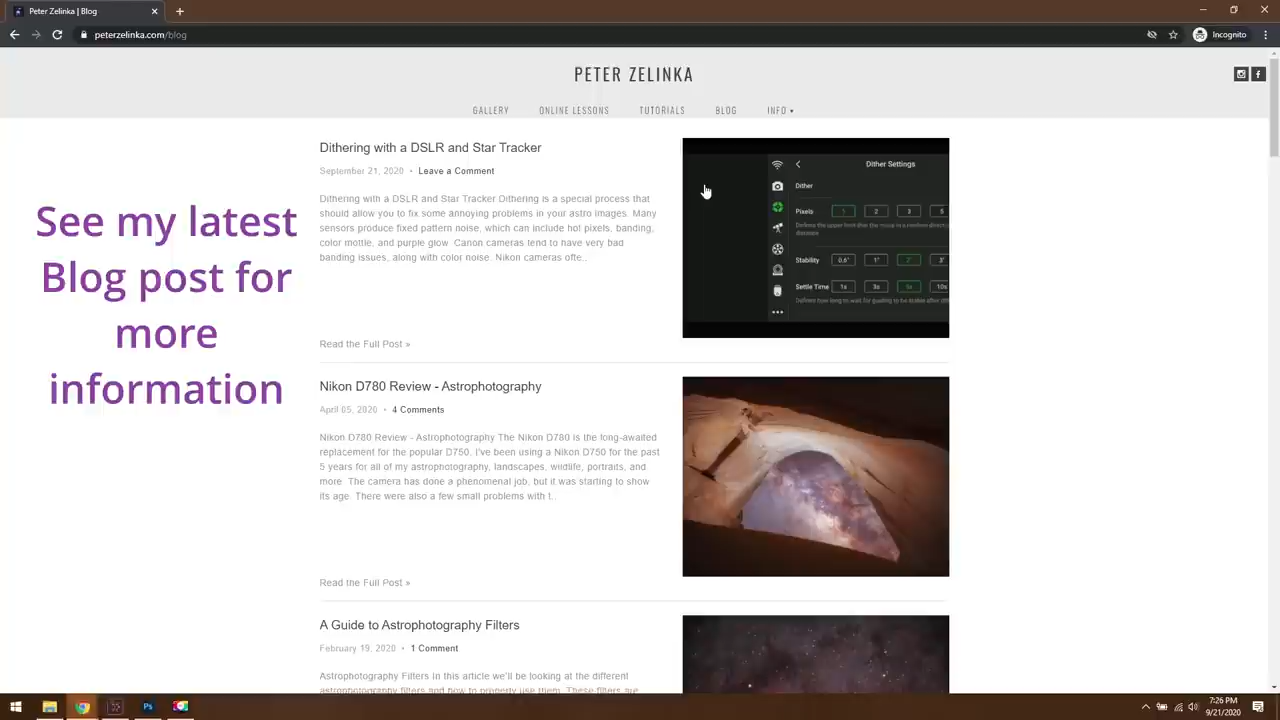 Peter Zelinka | Blog
peterzelinka.com/blog
Incognito
PETER ZELINKA
GALLERY
ONLINE LESSONS
TUTORIALS
BLOG
INFO ▾
See my latest
Blog post for
more
information
Dithering with a DSLR and Star Tracker
September 21, 2020 • Leave a Comment
Dithering with a DSLR and Star Tracker Dithering is a special process that
should allow you to fix some annoying problems in your astro images. Many
sensors produce fixed pattern noise, which can include hot pixels, banding,
color mottle, and purple glow. Canon cameras tend to have very bad
banding issues, along with color noise. Nikon cameras ofte..
Read the Full Post »
Dither Settings
Dither
Pixels 1 2 3 5
Stability 0.6" 1" 2" 3"
Settle Time 1s 3s 5s 10s
Nikon D780 Review - Astrophotography
April 05, 2020 • 4 Comments
Nikon D780 Review - Astrophotography The Nikon D780 is the long-awaited
replacement for the popular D750. I've been using a Nikon D750 for the past
5 years for all of my astrophotography, landscapes, wildlife, portraits, and
more. The camera has done a phenomenal job, but it was starting to show
its age. There were also a few small problems with t..
Read the Full Post »
A Guide to Astrophotography Filters
February 19, 2020 • 1 Comment
Astrophotography Filters In this article we'll be looking at the different
astrophotography filters and how to properly use them. These filters are
7:26 PM
9/21/2020